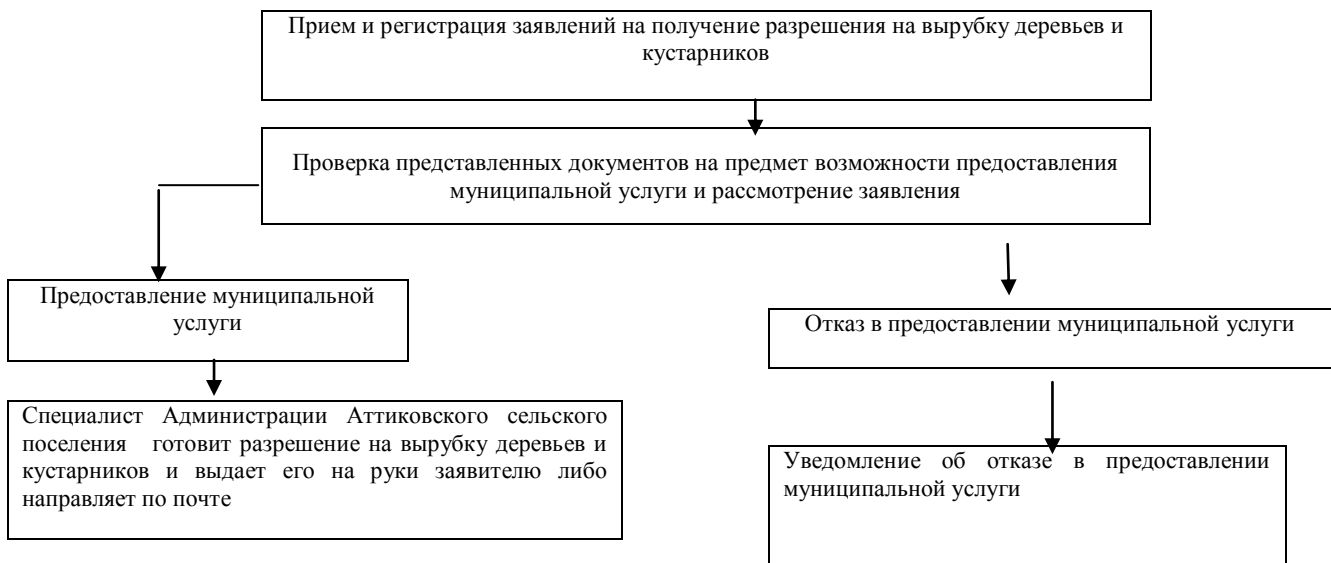 Прием и регистрация заявлений на получение разрешения на вырубку деревьев и
кустарников
Проверка представленных документов на предмет возможности предоставления
муниципальной услуги и рассмотрение заявления
Предоставление муниципальной
услуги
Отказ в предоставлении муниципальной услуги
Специалист Администрации Аттиковского сельского
поселения готовит разрешение на вырубку деревьев и
кустарников и выдает его на руки заявителю либо
направляет по почте
Уведомление об отказе в предоставлении
муниципальной услуги